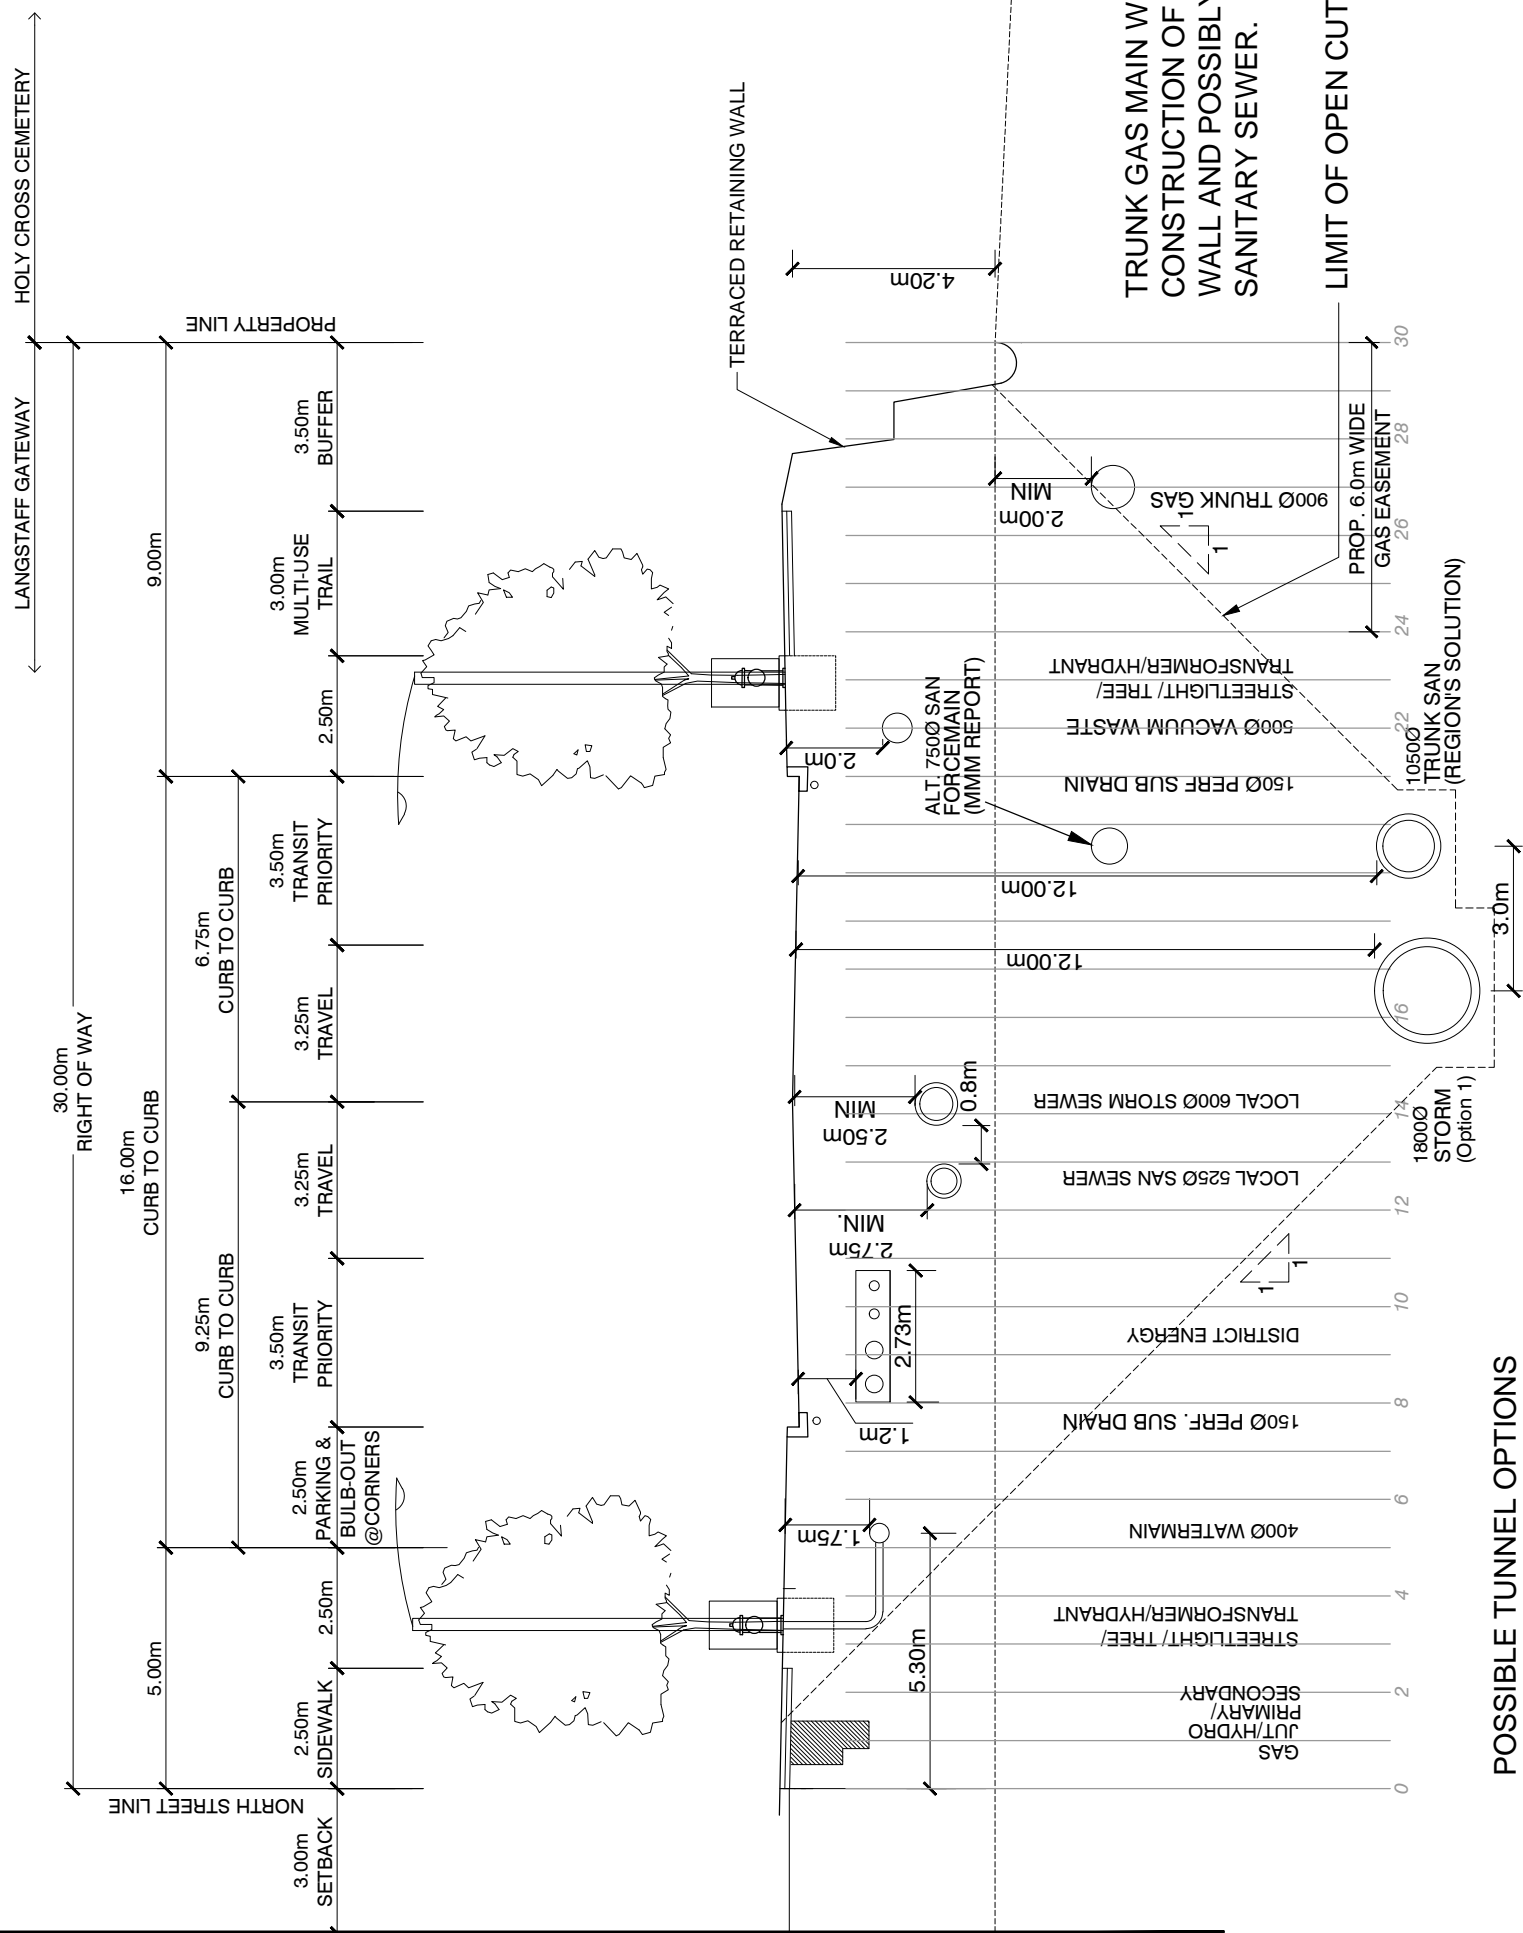 HOLY CROSS CEMETERY
LANGSTAFF GATEWAY
30.00m
RIGHT OF WAY
5.00m
16.00m
CURB TO CURB
9.00m
9.25m
CURB TO CURB
6.75m
CURB TO CURB
3.00m
SETBACK
NORTH STREET LINE
2.50m
SIDEWALK
2.50m
2.50m
PARKING &
BULB-OUT
@CORNERS
3.50m
TRANSIT
PRIORITY
3.25m
TRAVEL
3.25m
TRAVEL
3.50m
TRANSIT
PRIORITY
2.50m
3.00m
MULTI-USE
TRAIL
3.50m
BUFFER
PROPERTY LINE
TERRACED RETAINING WALL
4.20m
1.75m
5.30m
1.2m
2.73m
2.75m
MIN.
2.50m
MIN
0.8m
12.00m
12.00m
2.0m
2.00m
MIN
ALT. 750Ø SAN
FORCEMAIN
(MMM REPORT)
GAS
JUT/HYDRO
PRIMARY/
SECONDARY
STREETLIGHT/ TREE/
TRANSFORMER/HYDRANT
400Ø WATERMAIN
150Ø PERF. SUB DRAIN
DISTRICT ENERGY
LOCAL 525Ø SAN SEWER
LOCAL 600Ø STORM SEWER
150Ø PERF SUB DRAIN
500Ø VACUUM WASTE
STREETLIGHT/ TREE/
TRANSFORMER/HYDRANT
900Ø TRUNK GAS
1
1
1
1
PROP. 6.0m WIDE
GAS EASEMENT
0
2
4
6
8
10
12
14
16
22
24
26
28
30
1800Ø
STORM
(Option 1)
1050Ø
TRUNK SAN
(REGION'S SOLUTION)
3.0m
TRUNK GAS MAIN W
CONSTRUCTION OF
WALL AND POSSIBLY
SANITARY SEWER.
LIMIT OF OPEN CUT
POSSIBLE TUNNEL OPTIONS